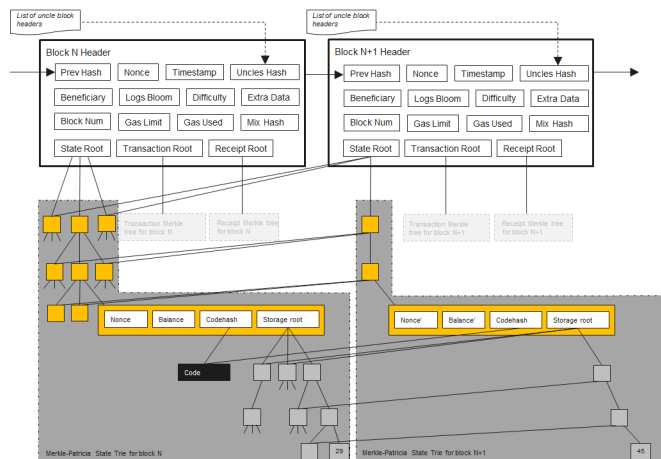 List of uncle block
headers
List of uncle block
headers
Block N Header
Prev Hash
Nonce
Timestamp
Uncles Hash
Beneficiary
Logs Bloom
Difficulty
Extra Data
Block Num
Gas Limit
Gas Used
Mix Hash
State Root
Transaction Root
Receipt Root
Block N+1 Header
Prev Hash
Nonce
Timestamp
Uncles Hash
Beneficiary
Logs Bloom
Difficulty
Extra Data
Block Num
Gas Limit
Gas Used
Mix Hash
State Root
Transaction Root
Receipt Root
Transaction Merkle
tree for block N
Receipt Merkle tree
for block N
Transaction Merkle
tree for block N+1
Receipt Merkle tree
for block N+1
Nonce
Balance
Codehash
Storage root
Nonce'
Balance'
Codehash
Storage root'
Code
Merkle-Patricia State Trie for block N
29
Merkle-Patricia State Trie for block N+1
45